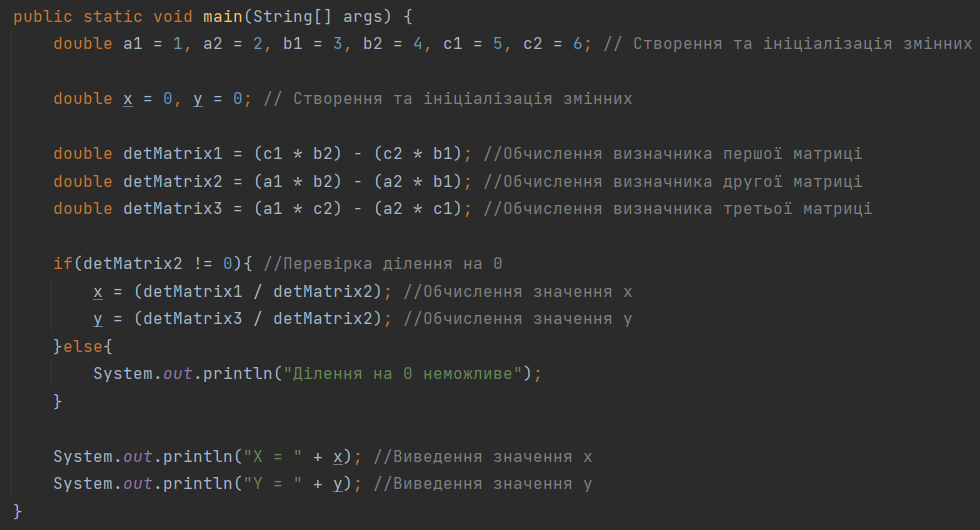 public static void main(String[] args) {
double a1 = 1, a2 = 2, b1 = 3, b2 = 4, c1 = 5, c2 = 6; // Створення та ініціалізація змінних
double x = 0, y = 0; // Створення та ініціалізація змінних
double detMatrix1 = (c1 * b2) - (c2 * b1); //Обчислення визначника першої матриці
double detMatrix2 = (a1 * b2) - (a2 * b1); //Обчислення визначника другої матриці
double detMatrix3 = (a1 * c2) - (a2 * c1); //Обчислення визначника третьої матриці
if(detMatrix2 != 0){ //Перевірка ділення на 0
x = (detMatrix1 / detMatrix2); //Обчислення значення x
y = (detMatrix3 / detMatrix2); //Обчислення значення y
}else{
System.out.println("Ділення на 0 неможливе");
}
System.out.println("X = " + x); //Виведення значення x
System.out.println("Y = " + y); //Виведення значення y
}